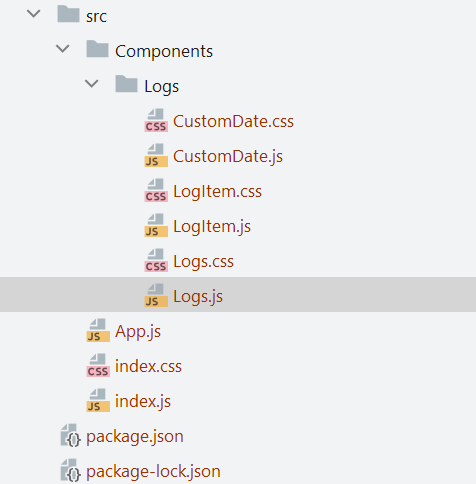 src
Components
Logs
CSS CustomDate.css
JS CustomDate.js
CSS LogItem.css
JS LogItem.js
CSS Logs.css
JS Logs.js
JS App.js
CSS index.css
JS index.js
{} package.json
{} package-lock.json